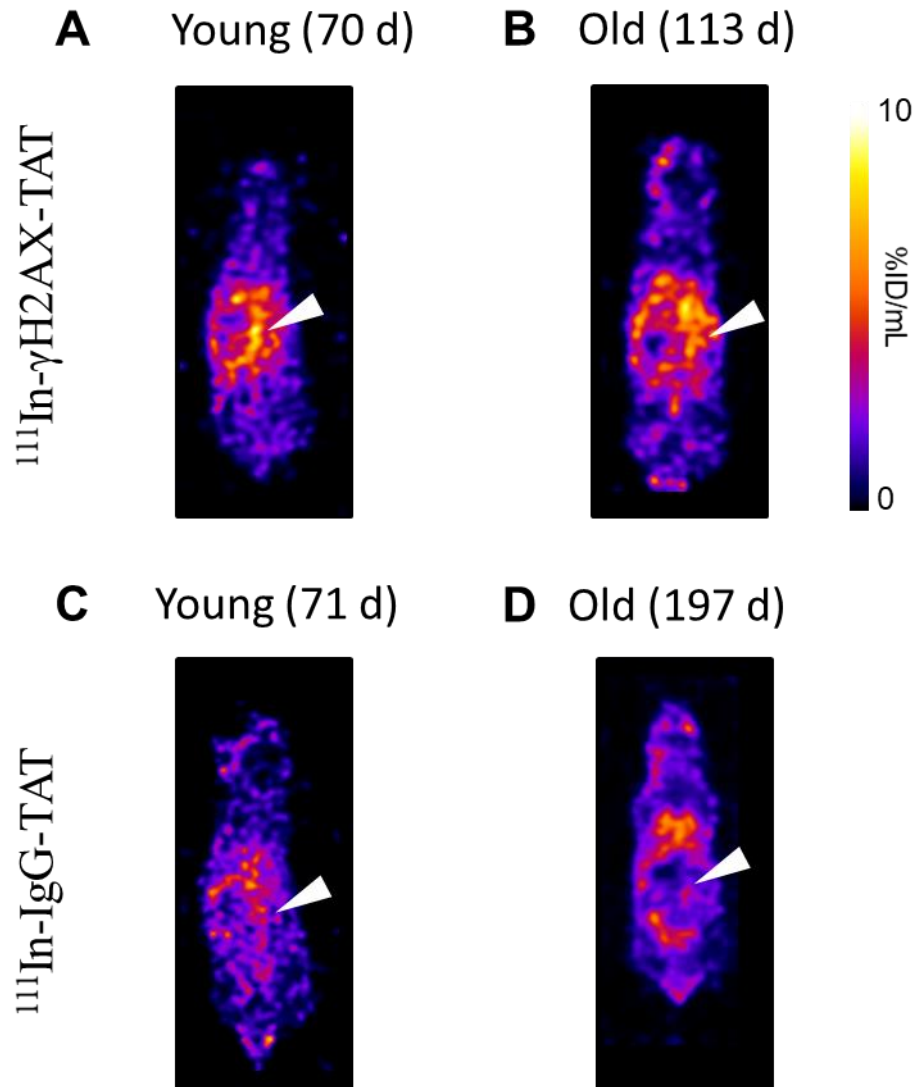 A Young (70 d)
B Old (113 d)
¹¹¹In-γH2AX-TAT
10
%ID/mL
0
C Young (71 d)
D Old (197 d)
¹¹¹In-IgG-TAT